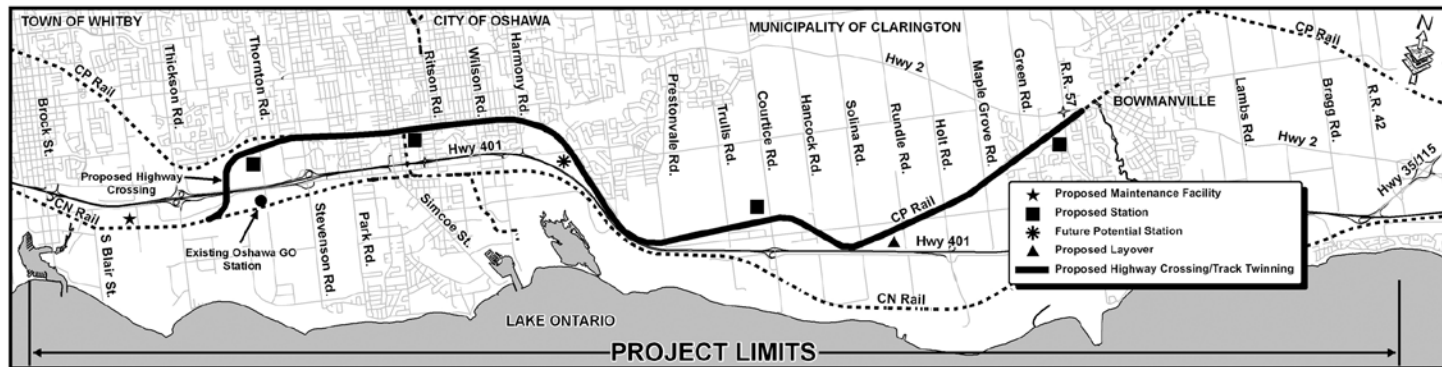 TOWN OF WHITBY
CITY OF OSHAWA
MUNICIPALITY OF CLARINGTON
CP Rail
Brock St.
Thickson Rd.
Thornton Rd.
Ritson Rd.
Wilson Rd.
Harmony Rd.
Prestonvale Rd.
Trulls Rd.
Courtice Rd.
Hancock Rd.
Solina Rd.
Rundle Rd.
Holt Rd.
Maple Grove Rd.
Green Rd.
R.R. 57
Hwy 2
CP Rail
BOWMANVILLE
Lambs Rd.
Bragg Rd.
R.R. 42
Hwy 2
Hwy 35/115
Proposed Highway
Crossing
Hwy 401
CN Rail
S Blair St.
Existing Oshawa GO
Station
Stevenson Rd.
Park Rd.
Simcoe St.
CP Rail
Hwy 401
CN Rail
Proposed Maintenance Facility
Proposed Station
Future Potential Station
Proposed Layover
Proposed Highway Crossing/Track Twinning
LAKE ONTARIO
PROJECT LIMITS